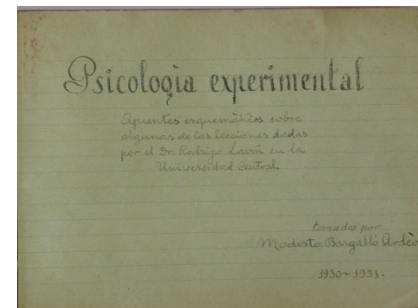 Psicología experimental
Apuntes esquemáticos sobre
algunas de las lecciones dadas
por el Dr. Rodrigo Lavín en la
Universidad Central
tomados por
Modesto Bargalló Ardèvol
1930~1931.